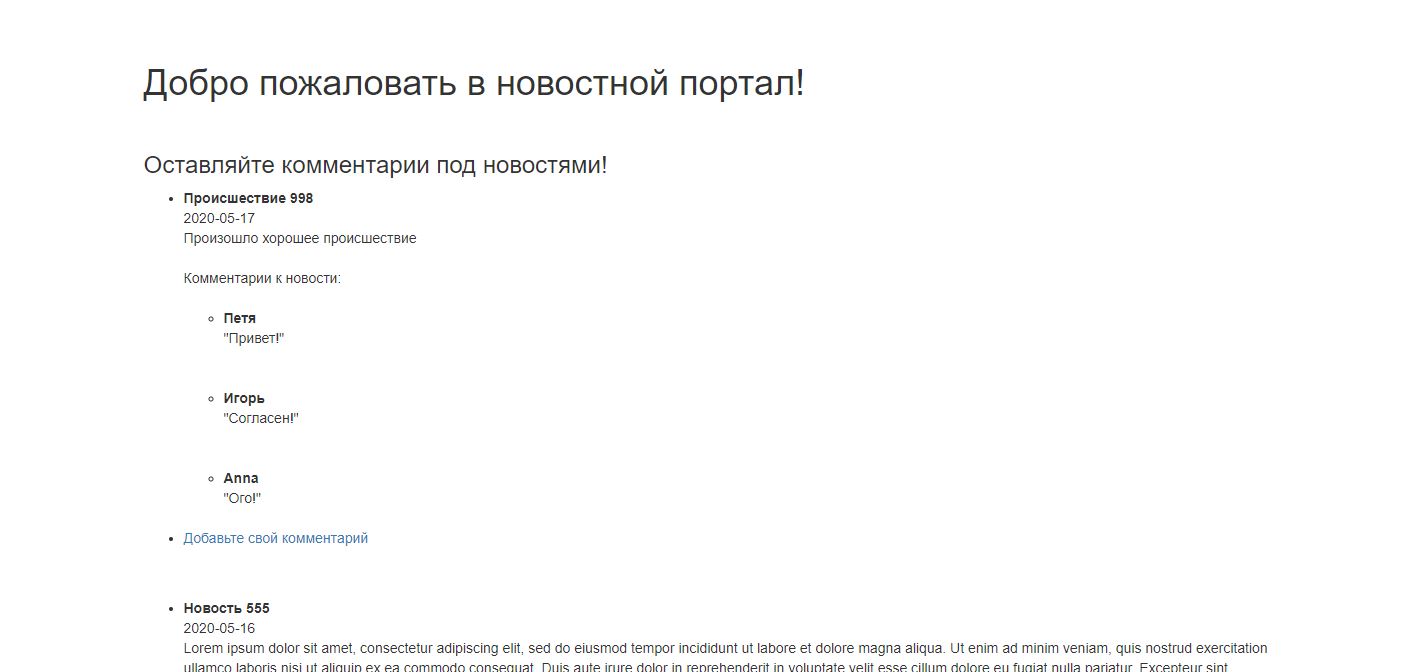 Добро пожаловать в новостной портал!
Оставляйте комментарии под новостями!
Происшествие 998
2020-05-17
Произошло хорошее происшествие
Комментарии к новости:
Петя
"Привет!"
Игорь
"Согласен!"
Anna
"Ого!"
Добавьте свой комментарий
Новость 555
2020-05-16
Lorem ipsum dolor sit amet, consectetur adipiscing elit, sed do eiusmod tempor incididunt ut labore et dolore magna aliqua. Ut enim ad minim veniam, quis nostrud exercitation
ullamco laboris nisi ut aliquip ex ea commodo consequat. Duis aute irure dolor in reprehenderit in voluptate velit esse cillum dolore eu fugiat nulla pariatur. Excepteur sint